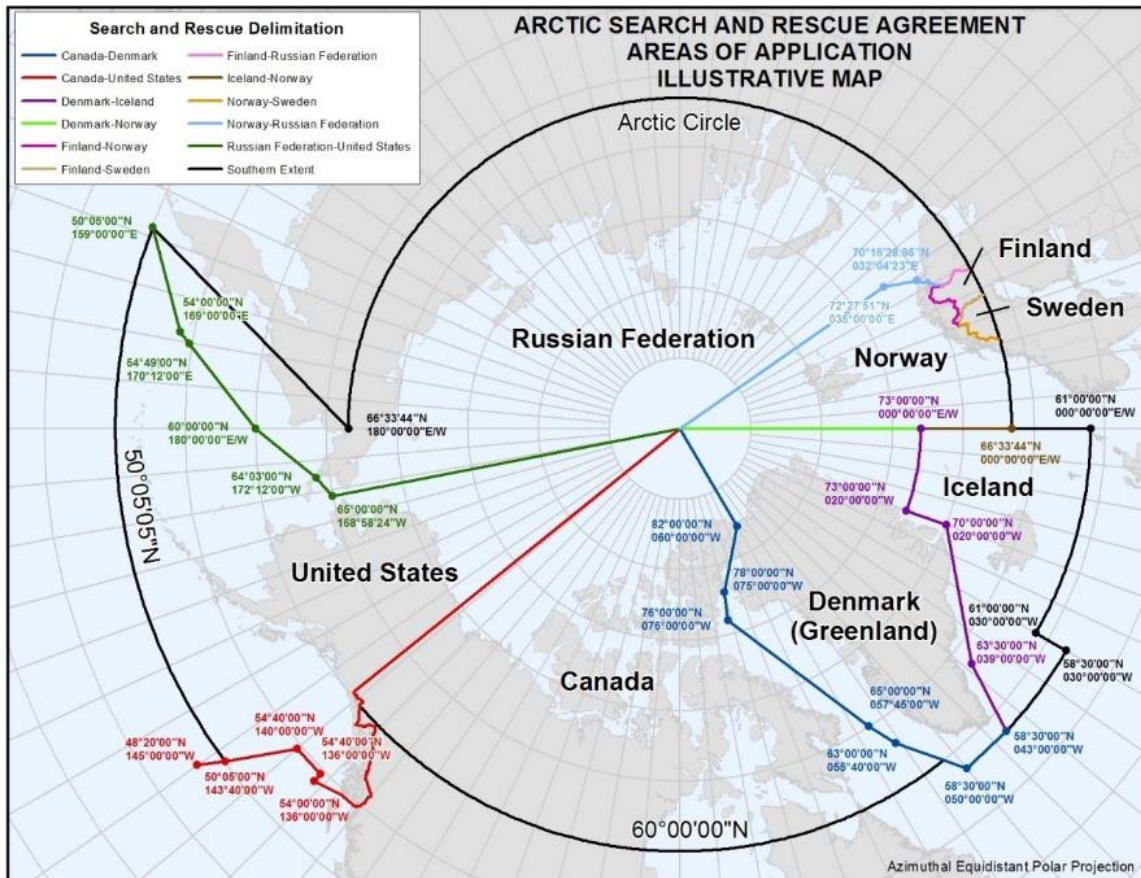 ARCTIC SEARCH AND RESCUE AGREEMENT
AREAS OF APPLICATION
ILLUSTRATIVE MAP
Search and Rescue Delimitation
Canada-Denmark
Canada-United States
Denmark-Iceland
Denmark-Norway
Finland-Norway
Finland-Sweden
Finland-Russian Federation
Iceland-Norway
Norway-Sweden
Norway-Russian Federation
Russian Federation-United States
Southern Extent
Arctic Circle
50°05'00"N
159°00'00"E
54°00'00"N
169°00'00"E
54°49'00"N
170°12'00"E
60°00'00"N
180°00'00"E/W
64°03'00"N
172°12'00"W
65°00'00"N
168°58'24"W
66°33'44"N
180°00'00"E/W
50°05'05"N
Russian Federation
70°16'28.95"N
032°04'23"E
72°27'51"N
035°00'00"E
Finland
Sweden
Norway
73°00'00"N
000°00'00"E/W
61°00'00"N
000°00'00"E/W
66°33'44"N
000°00'00"E/W
Iceland
73°00'00"N
020°00'00"W
70°00'00"N
020°00'00"W
82°00'00"N
060°00'00"W
78°00'00"N
075°00'00"W
76°00'00"N
076°00'00"W
Denmark
(Greenland)
61°00'00"N
030°00'00"W
63°30'00"N
039°00'00"W
58°30'00"N
030°00'00"W
United States
Canada
65°00'00"N
057°45'00"W
63°00'00"N
055°40'00"W
58°30'00"N
043°00'00"W
58°30'00"N
050°00'00"W
54°40'00"N
140°00'00"W
54°40'00"N
136°00'00"W
48°20'00"N
145°00'00"W
50°05'00"N
143°40'00"W
54°00'00"N
136°00'00"W
60°00'00"N
Azimuthal Equidistant Polar Projection